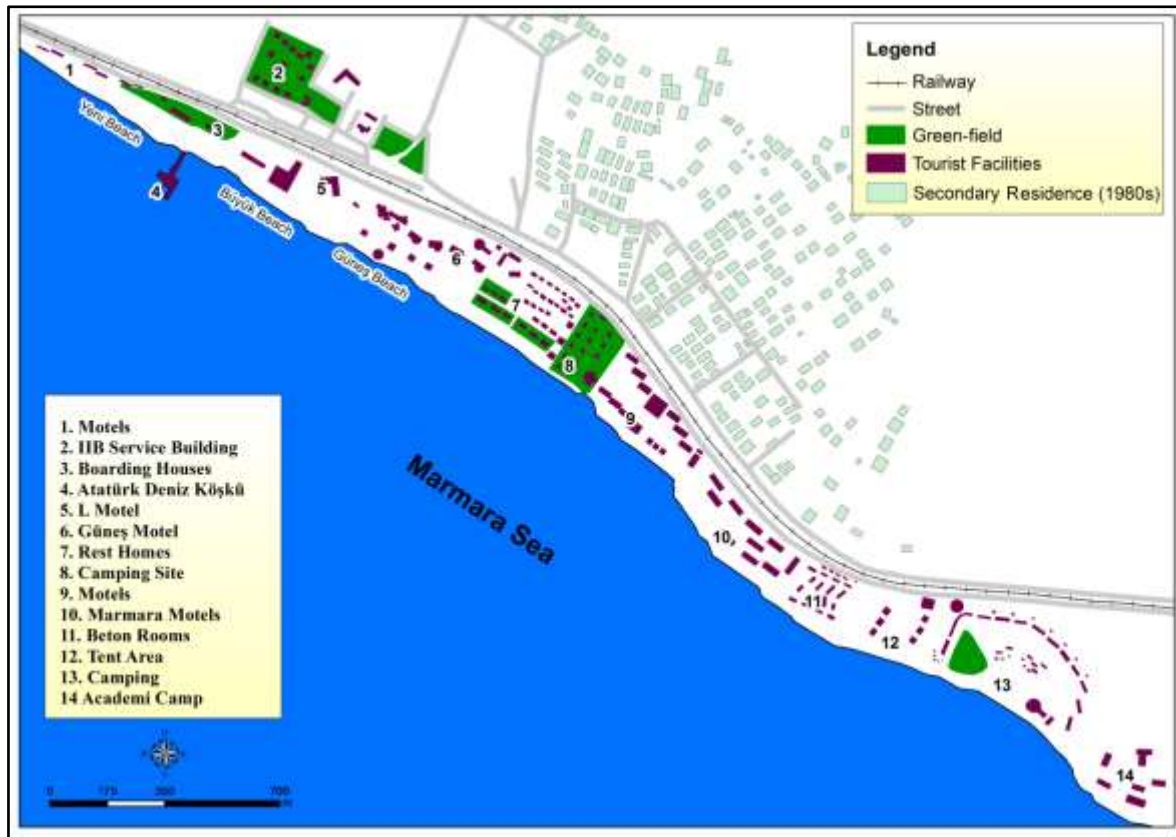 Legend
Railway
Street
Green-field
Tourist Facilities
Secondary Residence (1980s)
1
2
3
Yeni Beach
4
5
Büyük Beach
6
Güneş Beach
7
8
9
Marmara Sea
10
11
12
13
14
1. Motels
2. IIB Service Building
3. Boarding Houses
4. Atatürk Deniz Köşkü
5. L Motel
6. Güneş Motel
7. Rest Homes
8. Camping Site
9. Motels
10. Marmara Motels
11. Beton Rooms
12. Tent Area
13. Camping
14 Academi Camp
0 175 350 700